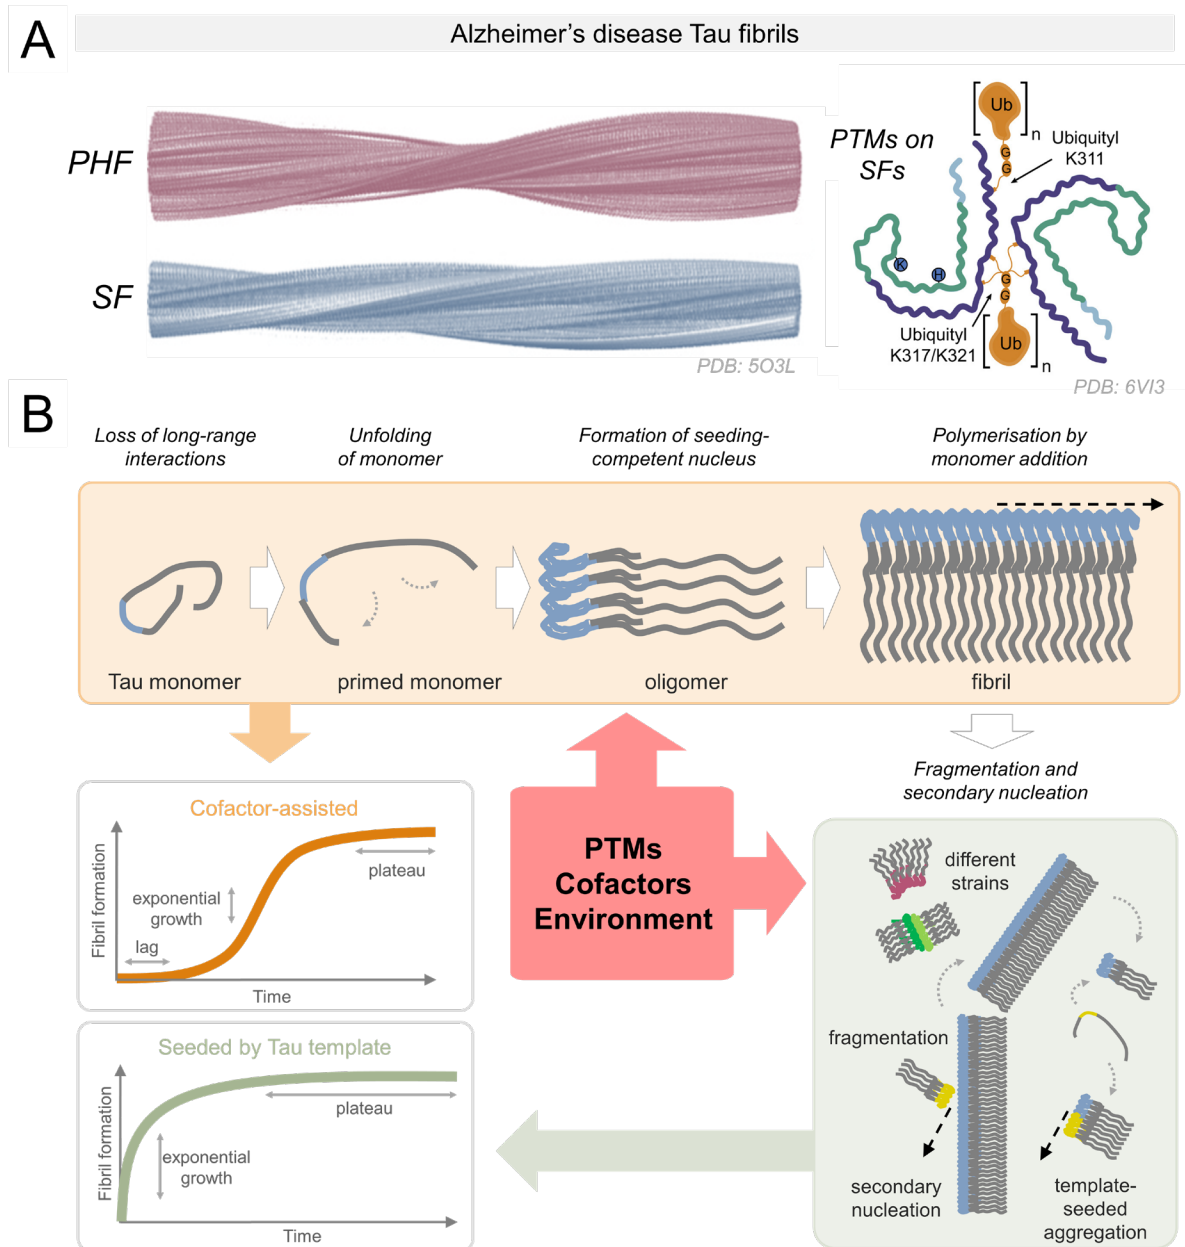 A
Alzheimer's disease Tau fibrils
PHF
SF
PDB: 5O3L
PTMs on
SFs
Ub
n
G
G
Ubiquityl
K311
K
H
G
G
Ubiquityl
K317/K321
Ub
n
PDB: 6VI3
B
Loss of long-range
interactions
Unfolding
of monomer
Formation of seeding-
competent nucleus
Polymerisation by
monomer addition
Tau monomer
primed monomer
oligomer
fibril
Cofactor-assisted
Fibril formation
lag
exponential
growth
plateau
Time
PTMs
Cofactors
Environment
Fragmentation and
secondary nucleation
different
strains
fragmentation
secondary
nucleation
template-
seeded
aggregation
Seeded by Tau template
Fibril formation
exponential
growth
plateau
Time